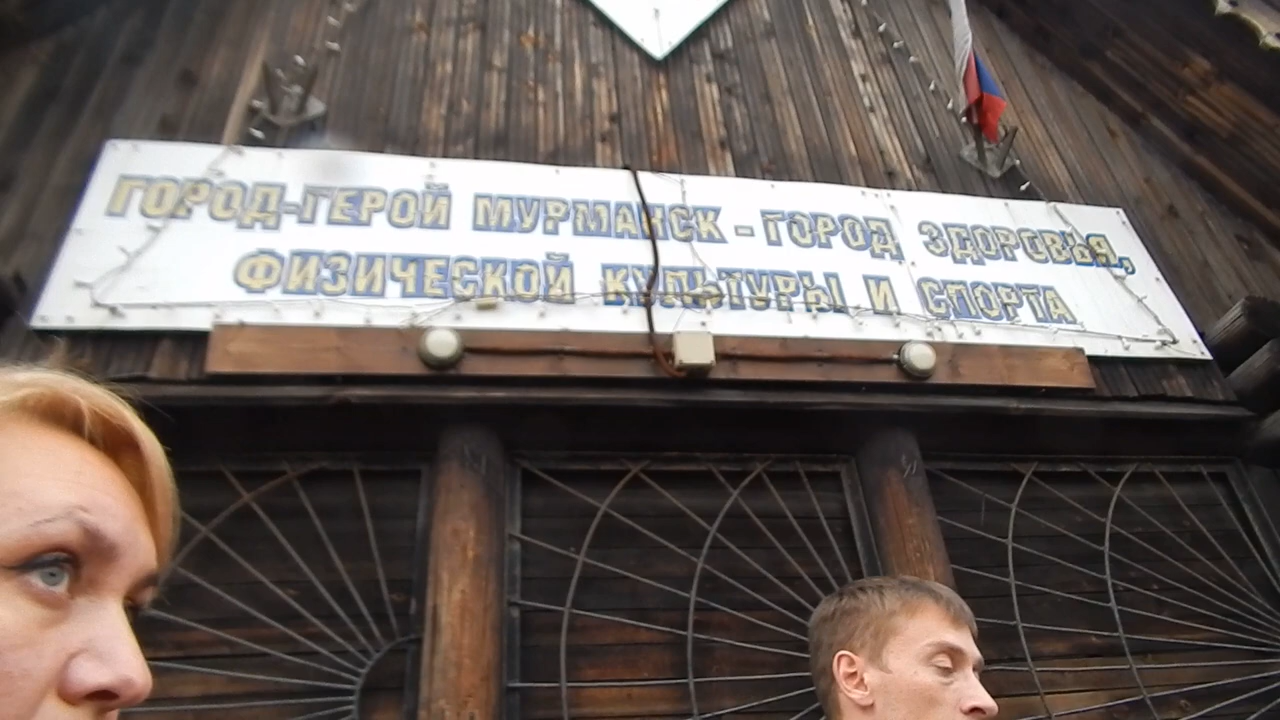 ГОРОД-ГЕРОЙ МУРМАНСК - ГОРОД ЗДОРОВЬЯ,
ФИЗИЧЕСКОЙ КУЛЬТУРЫ И СПОРТА